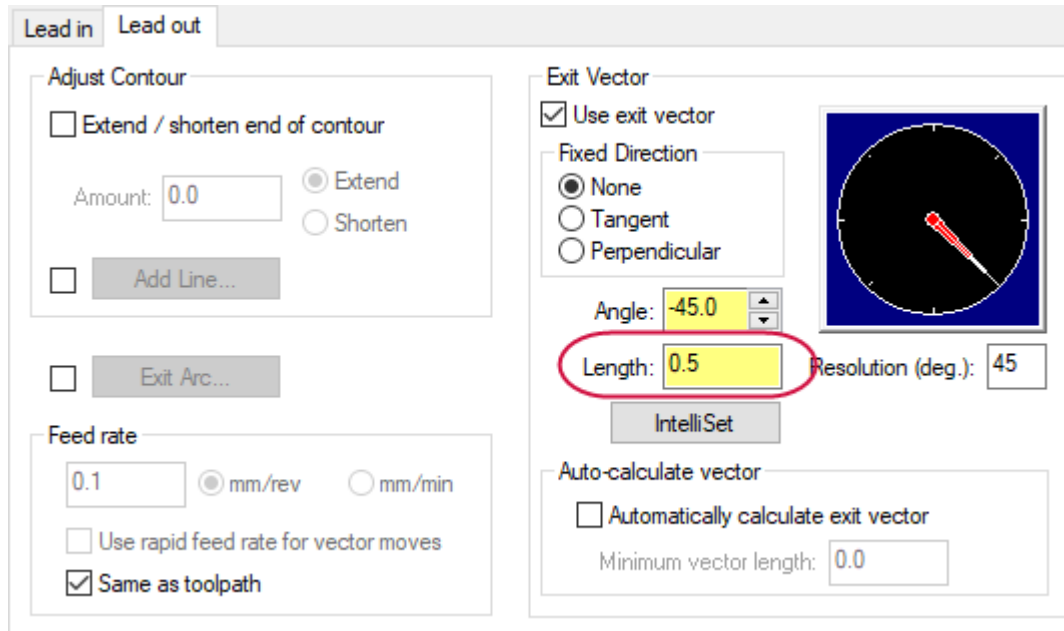 Lead in
Lead out
Adjust Contour
Extend / shorten end of contour
Amount: 0.0
Extend
Shorten
Add Line...
Exit Arc...
Feed rate
0.1
mm/rev
mm/min
Use rapid feed rate for vector moves
Same as toolpath
Exit Vector
Use exit vector
Fixed Direction
None
Tangent
Perpendicular
Angle: -45.0
Length: 0.5
Resolution (deg.): 45
IntelliSet
Auto-calculate vector
Automatically calculate exit vector
Minimum vector length: 0.0